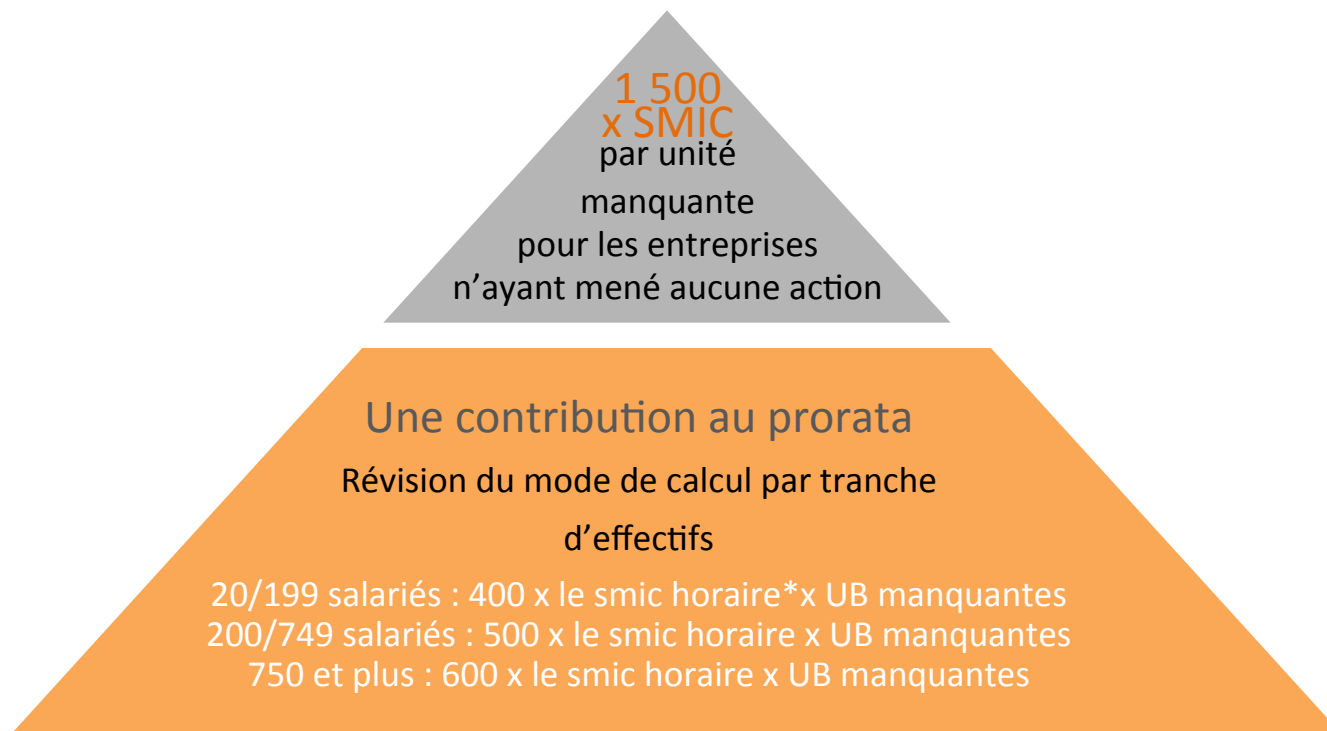 1 500
x SMIC
par unité
manquante
pour les entreprises
n’ayant mené aucune action
Une contribution au prorata
Révision du mode de calcul par tranche
d’effectifs
20/199 salariés : 400 x le smic horaire*x UB manquantes
200/749 salariés : 500 x le smic horaire x UB manquantes
750 et plus : 600 x le smic horaire x UB manquantes